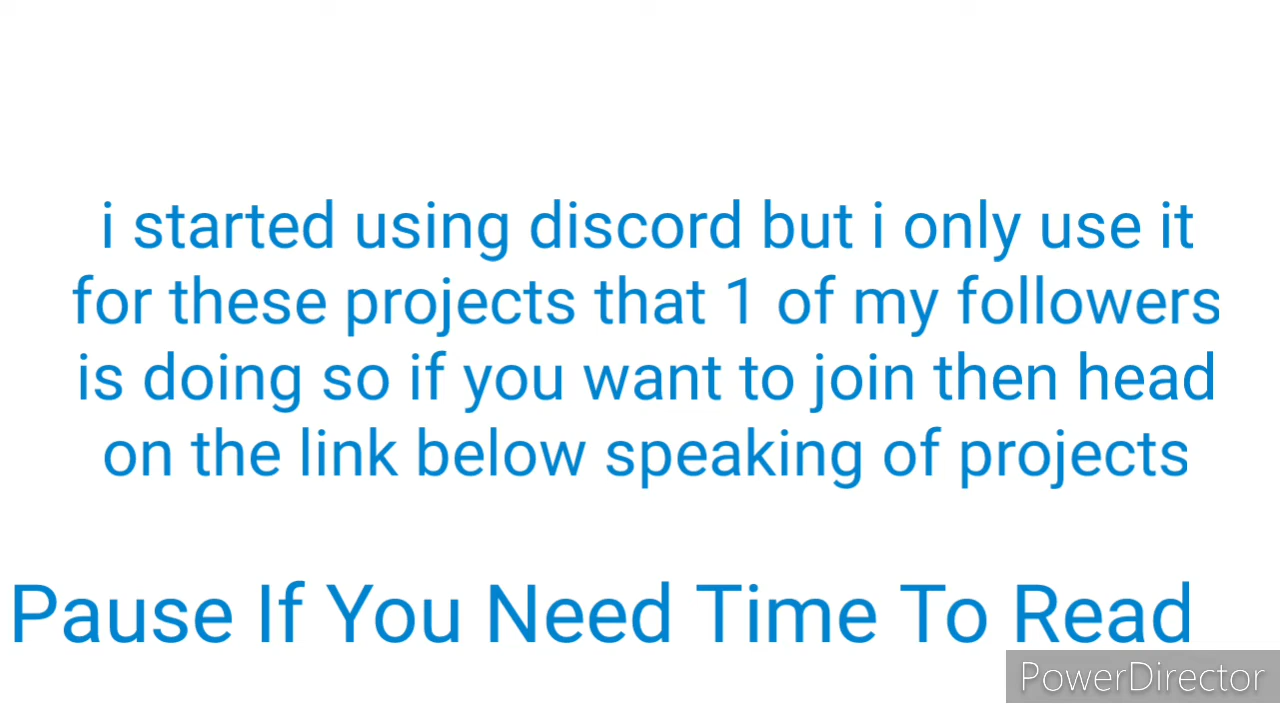 i started using discord but i only use it
for these projects that 1 of my followers
is doing so if you want to join then head
on the link below speaking of projects
Pause If You Need Time To Read
PowerDirector